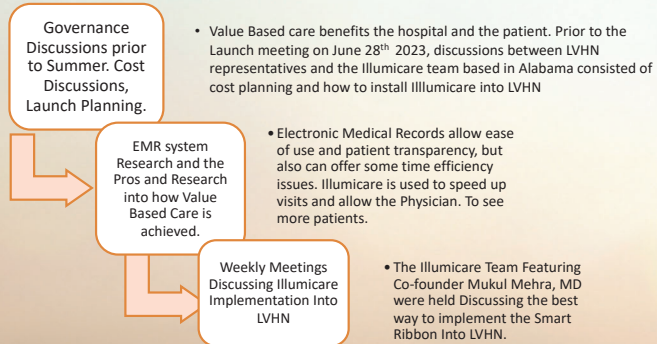 Governance
Discussions prior
to Summer. Cost
Discussions,
Launch Planning.
• Value Based care benefits the hospital and the patient. Prior to the
Launch meeting on June 28th 2023, discussions between LVHN
representatives and the Illumicare team based in Alabama consisted of
cost planning and how to install Illlumicare into LVHN
EMR system
Research and the
Pros and Research
into how Value
Based Care is
achieved.
• Electronic Medical Records allow ease
of use and patient transparency, but
also can offer some time efficiency
issues. Illumicare is used to speed up
visits and allow the Physician. To see
more patients.
Weekly Meetings
Discussing Illumicare
Implementation Into
LVHN
• The Illumicare Team Featuring
Co-founder Mukul Mehra, MD
were held Discussing the best
way to implement the Smart
Ribbon Into LVHN.